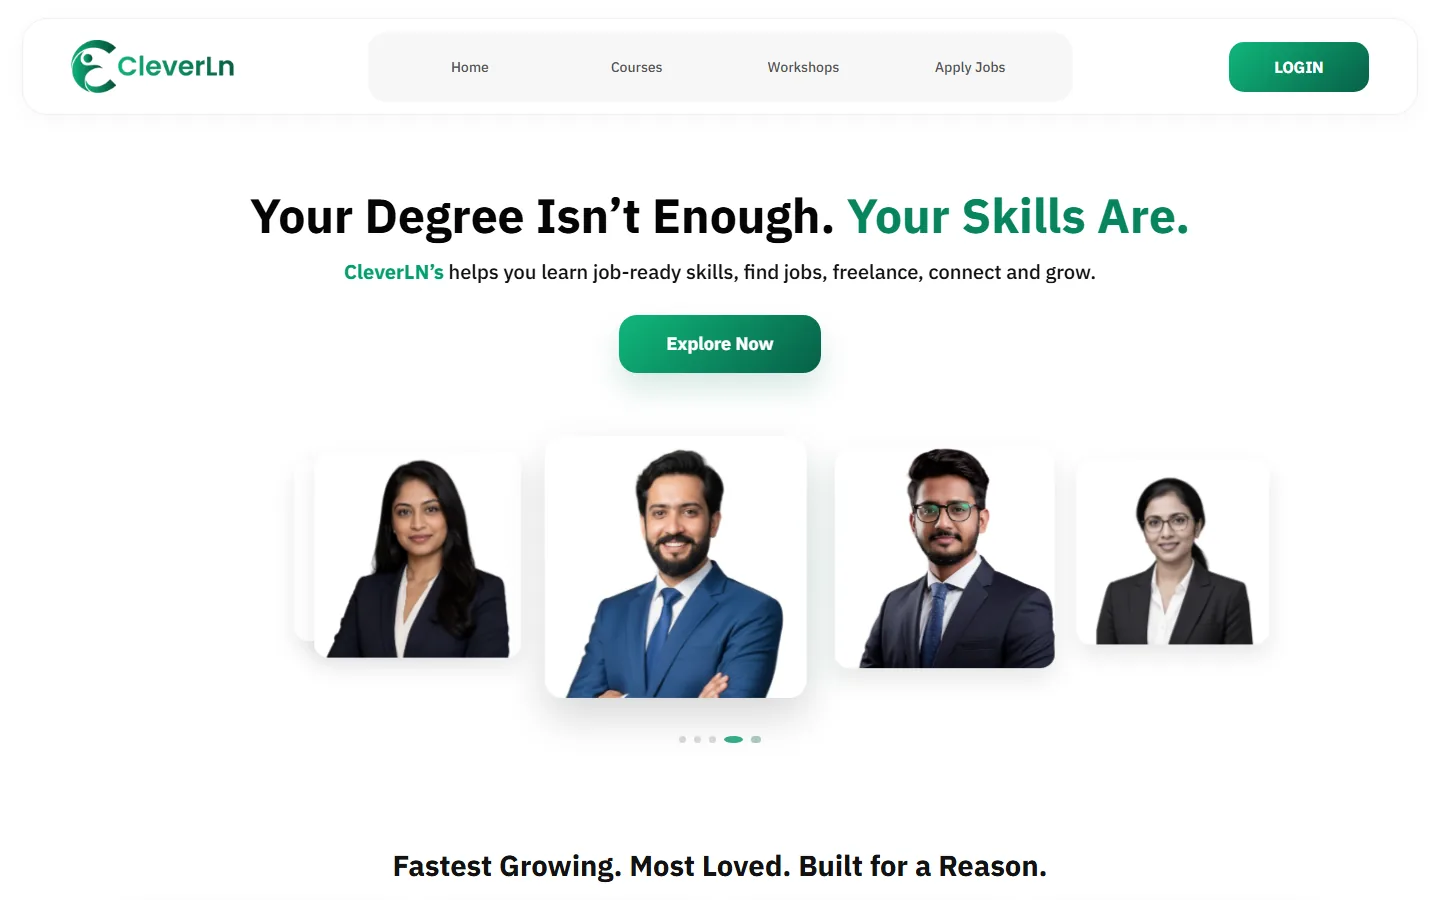 CleverLn
Home
Courses
Workshops
Apply Jobs
LOGIN
Your Degree Isn’t Enough. Your Skills Are.
CleverLN’s helps you learn job-ready skills, find jobs, freelance, connect and grow.
Explore Now
Fastest Growing. Most Loved. Built for a Reason.